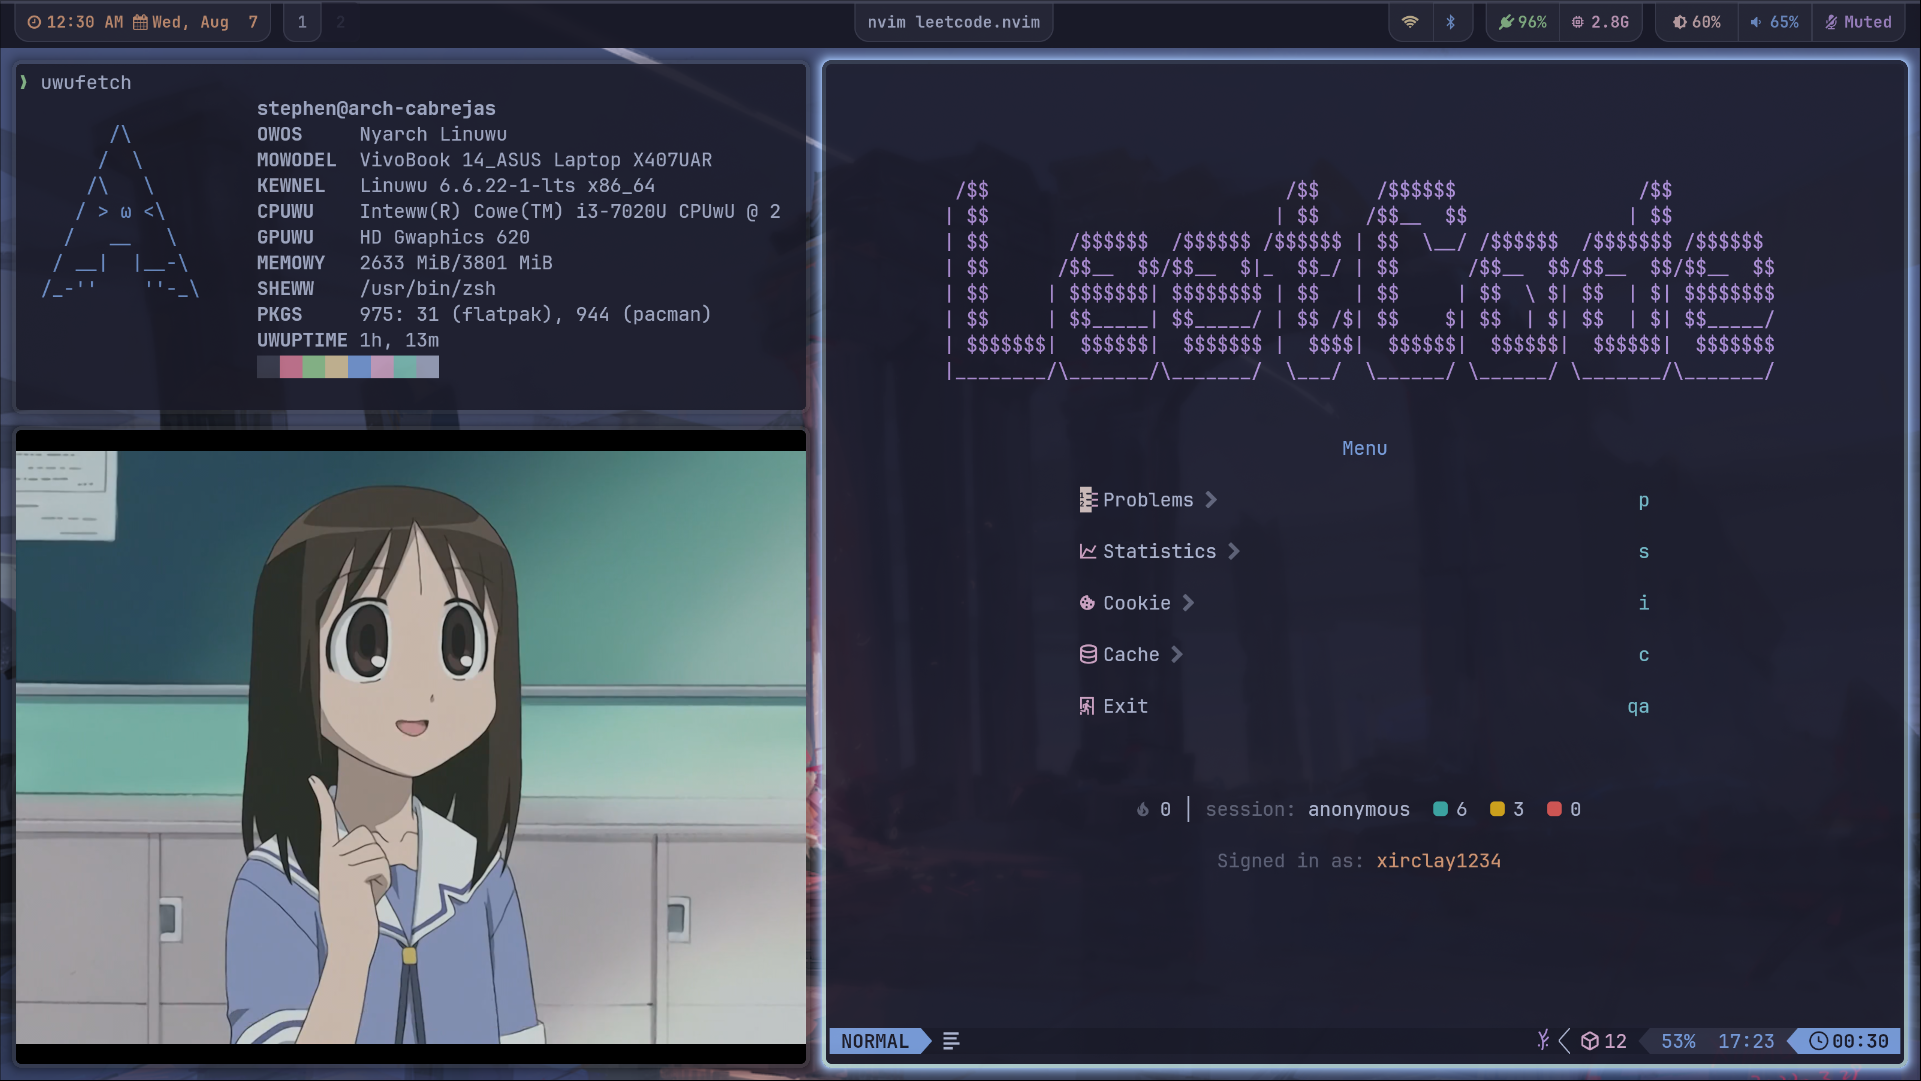 12:30 AM Wed, Aug 7 1 2 nvim leetcode.nvim 96% 2.8G 60% 65% Muted
❯ uwufetch
stephen@arch-cabrejas
OWOS Nyarch Linuwu
MOWODEL VivoBook 14_ASUS Laptop X407UAR
KEWNEL Linuwu 6.6.22-1-lts x86_64
CPUWU Inteww(R) Cowe(TM) i3-7020U CPUwU @ 2
GPUWU HD Gwaphics 620
MEMOWY 2633 MiB/3801 MiB
SHEWW /usr/bin/zsh
PKGS 975: 31 (flatpak), 944 (pacman)
UWUPTIME 1h, 13m
LeetCode
Menu
Problems p
Statistics s
Cookie i
Cache c
Exit qa
0 │ session: anonymous 6 3 0
Signed in as: xirclay1234
NORMAL 12 53% 17:23 00:30